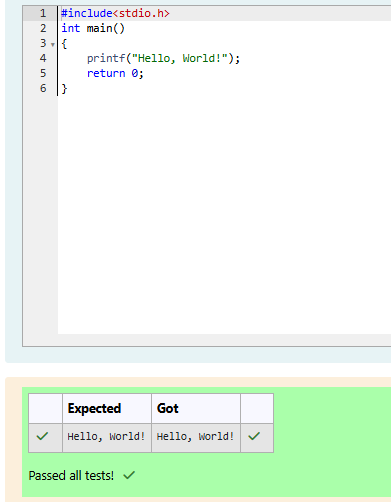 1 #include<stdio.h>
2 int main()
3 {
4     printf("Hello, World!");
5     return 0;
6 }
Expected Got
Hello, World! Hello, World!
Passed all tests!